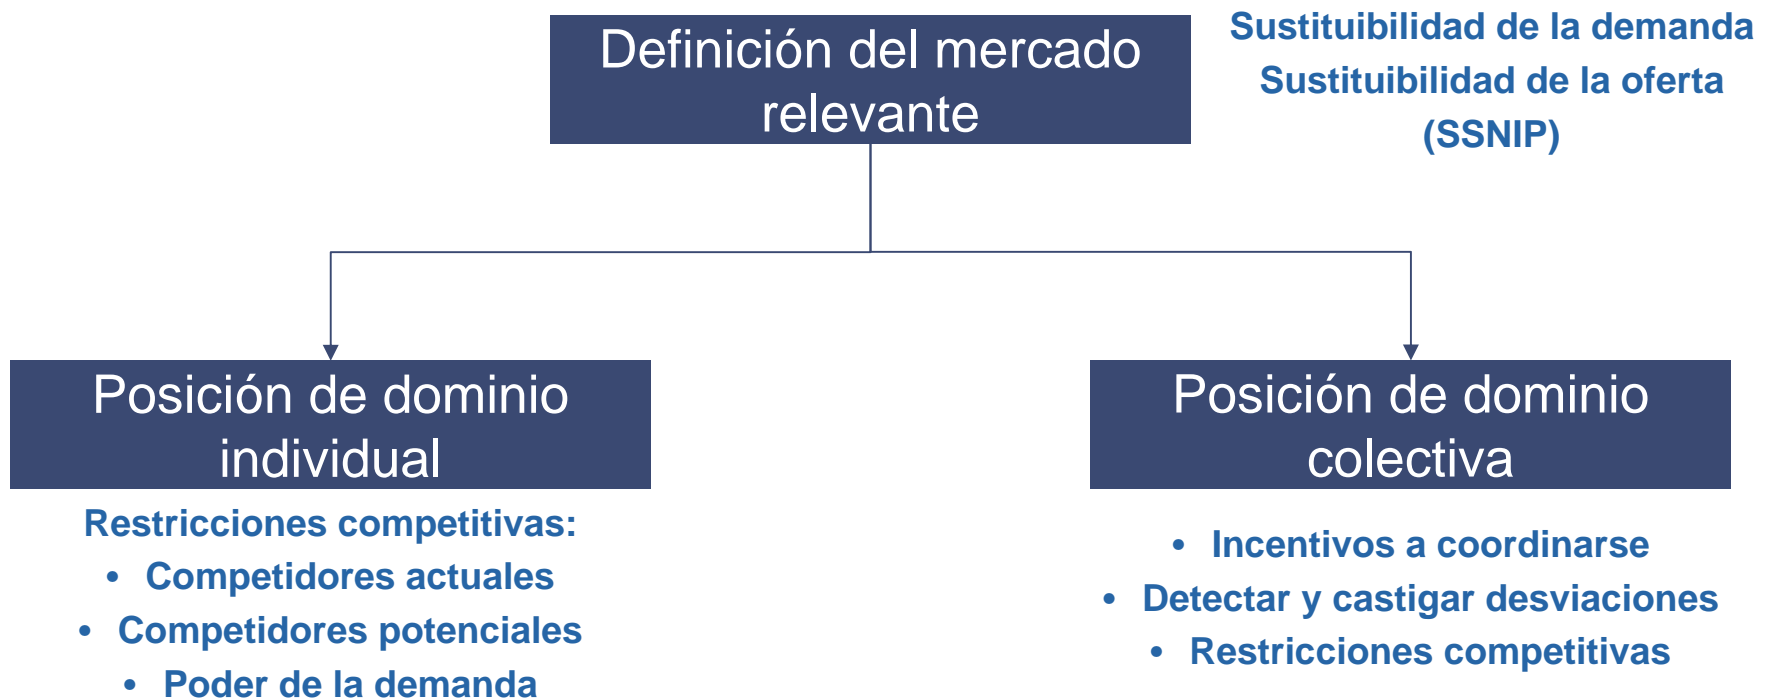 Definición del mercado
relevante
Sustituibilidad de la demanda
Sustituibilidad de la oferta
(SSNIP)
Posición de dominio
individual
Restricciones competitivas:
• Competidores actuales
• Competidores potenciales
• Poder de la demanda
Posición de dominio
colectiva
• Incentivos a coordinarse
• Detectar y castigar desviaciones
• Restricciones competitivas